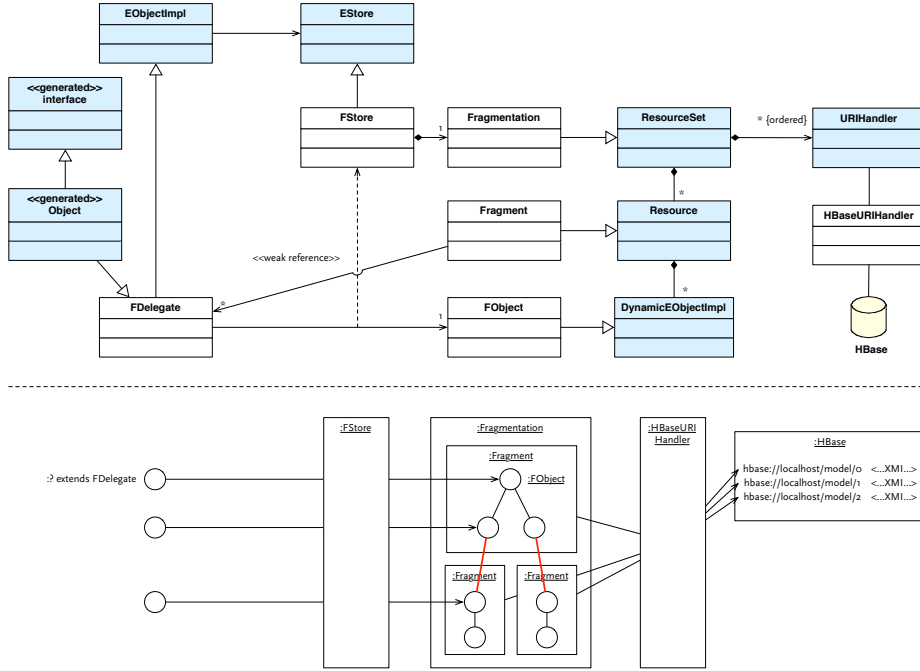 EObjectImpl
EStore
<<generated>>
interface
FStore
1
Fragmentation
ResourceSet
* {ordered}
URIHandler
<<generated>>
Object
Fragment
*
Resource
HBaseURIHandler
<<weak reference>>
*
FDelegate
1
FObject
*
DynamicEObjectImpl
HBase
:FStore
:Fragmentation
:HBaseURI
Handler
:HBase
:Fragment
:? extends FDelegate
:FObject
hbase://localhost/model/0 <...XMI...>
hbase://localhost/model/1 <...XMI...>
hbase://localhost/model/2 <...XMI...>
:Fragment
:Fragment